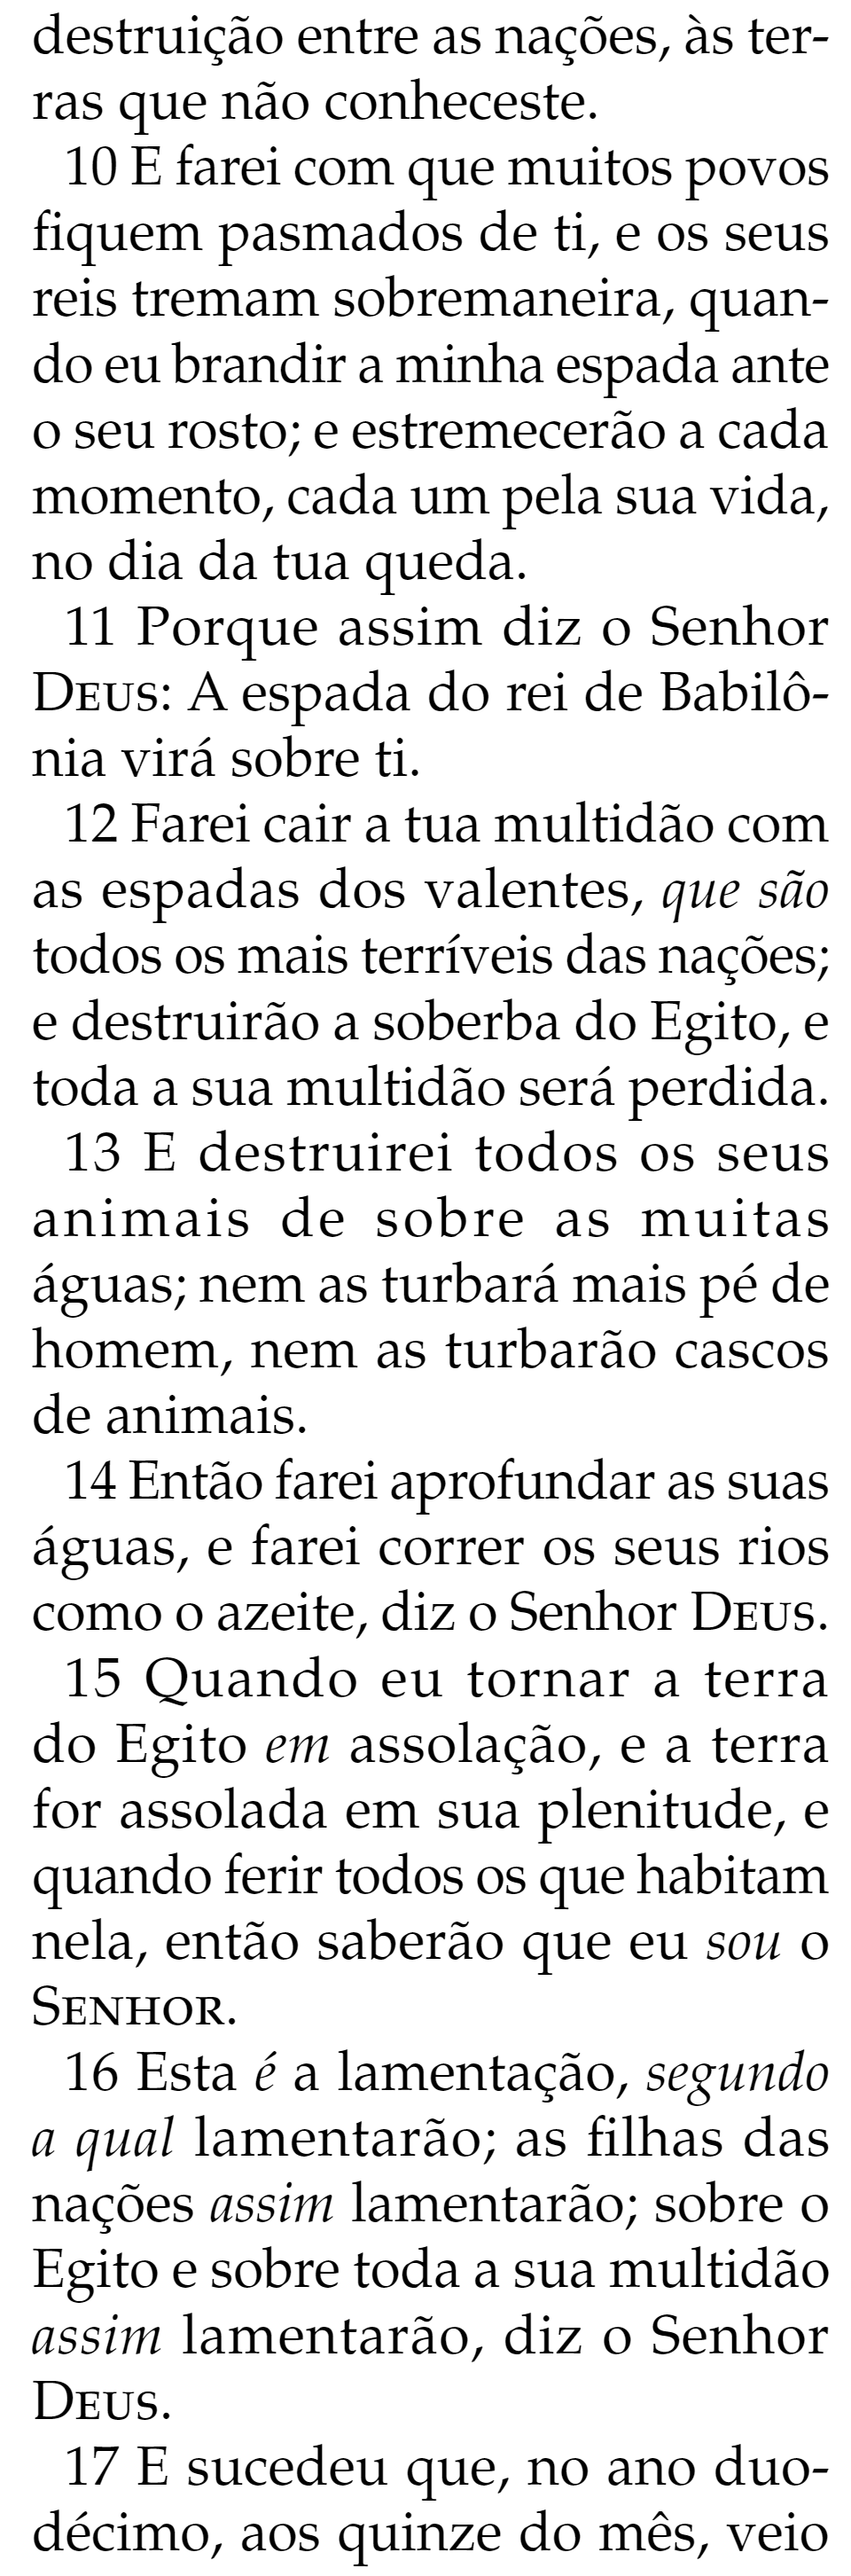 destruição entre as nações, às ter-
ras que não conheceste.
10 E farei com que muitos povos
fiquem pasmados de ti, e os seus
reis tremam sobremaneira, quan-
do eu brandir a minha espada ante
o seu rosto; e estremecerão a cada
momento, cada um pela sua vida,
no dia da tua queda.
11 Porque assim diz o Senhor
DEUS: A espada do rei de Babilô-
nia virá sobre ti.
12 Farei cair a tua multidão com
as espadas dos valentes, que são
todos os mais terríveis das nações;
e destruirão a soberba do Egito, e
toda a sua multidão será perdida.
13 E destruirei todos os seus
animais de sobre as muitas
águas; nem as turbará mais pé de
homem, nem as turbarão cascos
de animais.
14 Então farei aprofundar as suas
águas, e farei correr os seus rios
como o azeite, diz o Senhor DEUS.
15 Quando eu tornar a terra
do Egito em assolação, e a terra
for assolada em sua plenitude, e
quando ferir todos os que habitam
nela, então saberão que eu sou o
SENHOR.
16 Esta é a lamentação, segundo
a qual lamentarão; as filhas das
nações assim lamentarão; sobre o
Egito e sobre toda a sua multidão
assim lamentarão, diz o Senhor
DEUS.
17 E sucedeu que, no ano duo-
décimo, aos quinze do mês, veio